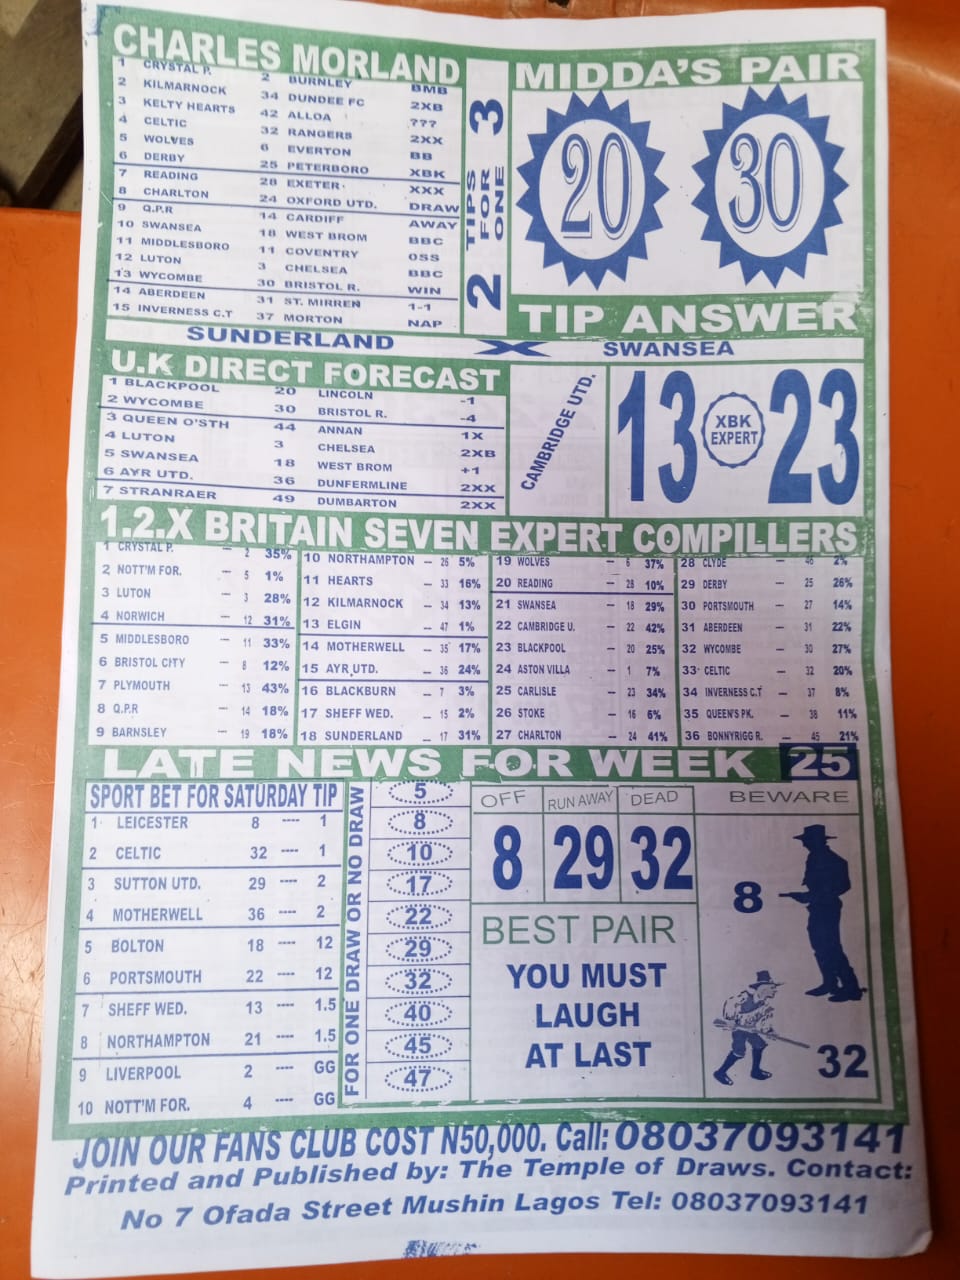 CHARLES MORLAND
1 CRYSTAL P. 2 BURNLEY BMB
2 KILMARNOCK 34 DUNDEE FC 2XB
3 KELTY HEARTS 42 ALLOA ???
4 CELTIC 32 RANGERS 2XX
5 WOLVES 6 EVERTON BB
6 DERBY 25 PETERBORO XBK
7 READING 28 EXETER XXX
8 CHARLTON 24 OXFORD UTD. DRAW
9 Q.P.R 14 CARDIFF AWAY
10 SWANSEA 18 WEST BROM BBC
11 MIDDLESBORO 11 COVENTRY OSS
12 LUTON 3 CHELSEA BBC
13 WYCOMBE 30 BRISTOL R. WIN
14 ABERDEEN 31 ST. MIRREN 1-1
15 INVERNESS C.T 37 MORTON NAP
2 TIPS FOR ONE 3
MIDDA'S PAIR
20 30
TIP ANSWER
SUNDERLAND X SWANSEA
U.K DIRECT FORECAST
1 BLACKPOOL 20 LINCOLN -1
2 WYCOMBE 30 BRISTOL R. -4
3 QUEEN O'STH 44 ANNAN 1X
4 LUTON 3 CHELSEA 2XB
5 SWANSEA 18 WEST BROM +1
6 AYR UTD. 36 DUNFERMLINE 2XX
7 STRANRAER 49 DUMBARTON 2XX
CAMBRIDGE UTD.
13 XBK EXPERT 23
1.2.X BRITAIN SEVEN EXPERT COMPILLERS
1 CRYSTAL P. -- 2 35%
2 NOTT'M FOR. -- 5 1%
3 LUTON -- 3 28%
4 NORWICH -- 12 31%
5 MIDDLESBORO -- 11 33%
6 BRISTOL CITY -- 8 12%
7 PLYMOUTH -- 13 43%
8 Q.P.R -- 14 18%
9 BARNSLEY -- 19 18%
10 NORTHAMPTON -- 26 5%
11 HEARTS -- 33 16%
12 KILMARNOCK -- 34 13%
13 ELGIN -- 47 1%
14 MOTHERWELL -- 35 17%
15 AYR UTD. -- 36 24%
16 BLACKBURN -- 7 3%
17 SHEFF WED. -- 15 2%
18 SUNDERLAND -- 17 31%
19 WOLVES -- 6 37%
20 READING -- 28 10%
21 SWANSEA -- 18 29%
22 CAMBRIDGE U. -- 22 42%
23 BLACKPOOL -- 20 25%
24 ASTON VILLA -- 1 7%
25 CARLISLE -- 23 34%
26 STOKE -- 16 6%
27 CHARLTON -- 24 41%
28 CLYDE -- 46 2%
29 DERBY -- 25 26%
30 PORTSMOUTH -- 27 14%
31 ABERDEEN -- 31 22%
32 WYCOMBE -- 30 27%
33 CELTIC -- 32 20%
34 INVERNESS C.T -- 37 8%
35 QUEEN'S PK. -- 38 11%
36 BONNYRIGG R. -- 45 21%
LATE NEWS FOR WEEK 25
SPORT BET FOR SATURDAY TIP
1 LEICESTER 8 ---- 1
2 CELTIC 32 ---- 1
3 SUTTON UTD. 29 ---- 2
4 MOTHERWELL 36 ---- 2
5 BOLTON 18 ---- 12
6 PORTSMOUTH 22 ---- 12
7 SHEFF WED. 13 ---- 1.5
8 NORTHAMPTON 21 ---- 1.5
9 LIVERPOOL 2 ---- GG
10 NOTT'M FOR. 4 ---- GG
FOR ONE DRAW OR NO DRAW
5
8
10
17
22
29
32
40
45
47
OFF RUN AWAY DEAD
8 29 32
BEST PAIR
YOU MUST
LAUGH
AT LAST
BEWARE
8
32
JOIN OUR FANS CLUB COST N50,000. Call: 08037093141
Printed and Published by: The Temple of Draws. Contact:
No 7 Ofada Street Mushin Lagos Tel: 08037093141